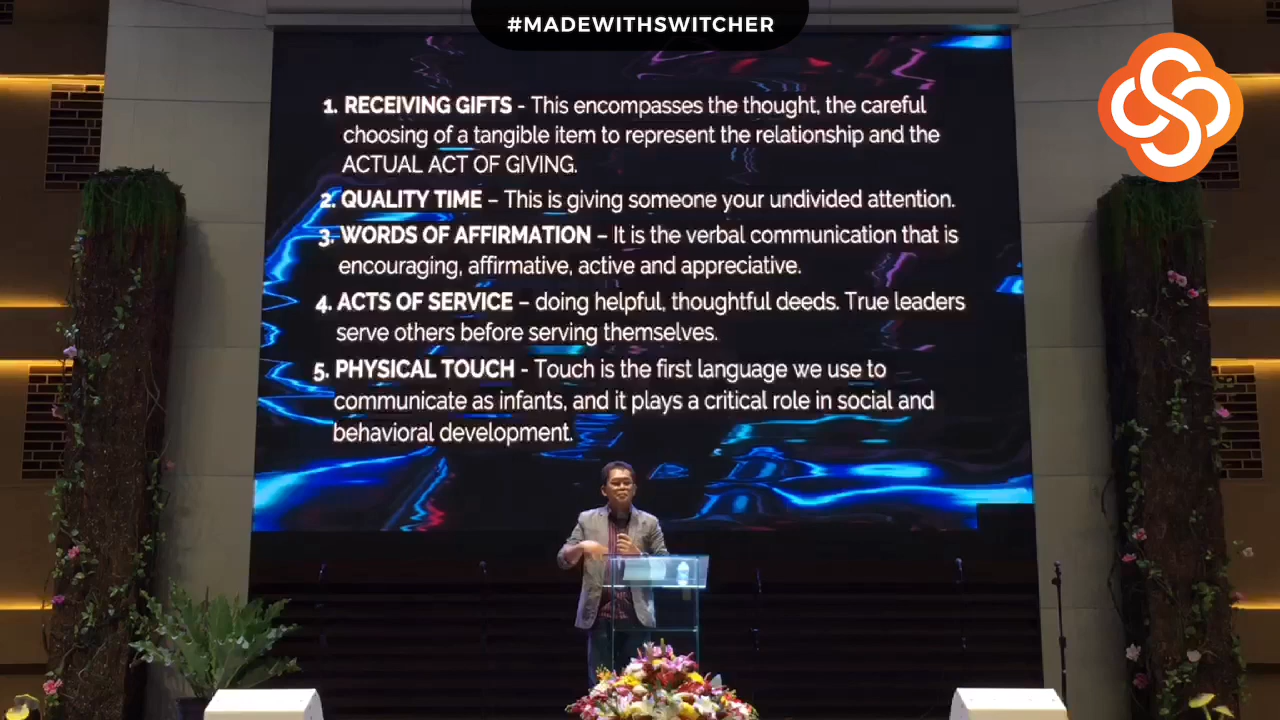 #MADEWITHSWITCHER
1. RECEIVING GIFTS - This encompasses the thought, the careful
choosing of a tangible item to represent the relationship and the
ACTUAL ACT OF GIVING.
2. QUALITY TIME – This is giving someone your undivided attention.
3. WORDS OF AFFIRMATION – It is the verbal communication that is
encouraging, affirmative, active and appreciative.
4. ACTS OF SERVICE – doing helpful, thoughtful deeds. True leaders
serve others before serving themselves.
5. PHYSICAL TOUCH - Touch is the first language we use to
communicate as infants, and it plays a critical role in social and
behavioral development.